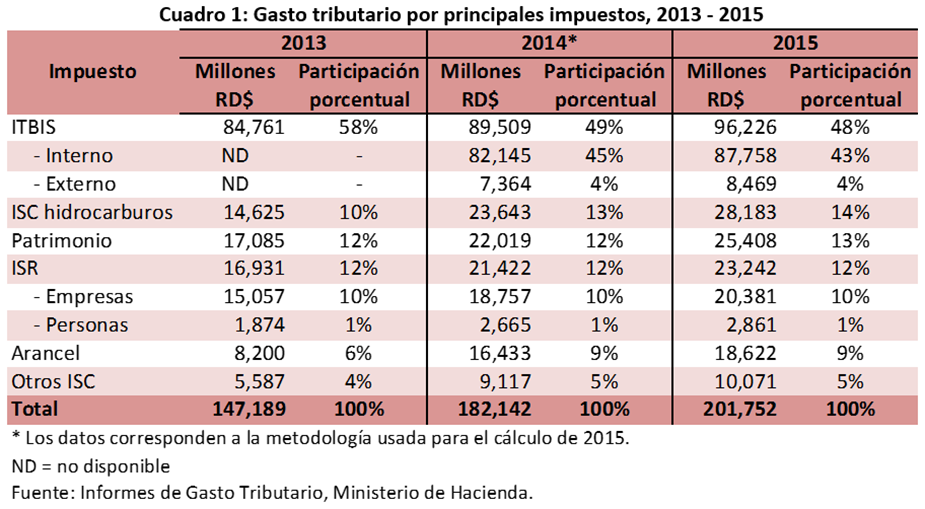 Cuadro 1: Gasto tributario por principales impuestos, 2013 - 2015
Impuesto 2013 2014* 2015
Millones RD$ Participación porcentual Millones RD$ Participación porcentual Millones RD$ Participación porcentual
ITBIS 84,761 58% 89,509 49% 96,226 48%
- Interno ND - 82,145 45% 87,758 43%
- Externo ND - 7,364 4% 8,469 4%
ISC hidrocarburos 14,625 10% 23,643 13% 28,183 14%
Patrimonio 17,085 12% 22,019 12% 25,408 13%
ISR 16,931 12% 21,422 12% 23,242 12%
- Empresas 15,057 10% 18,757 10% 20,381 10%
- Personas 1,874 1% 2,665 1% 2,861 1%
Arancel 8,200 6% 16,433 9% 18,622 9%
Otros ISC 5,587 4% 9,117 5% 10,071 5%
Total 147,189 100% 182,142 100% 201,752 100%
* Los datos corresponden a la metodología usada para el cálculo de 2015.
ND = no disponible
Fuente: Informes de Gasto Tributario, Ministerio de Hacienda.